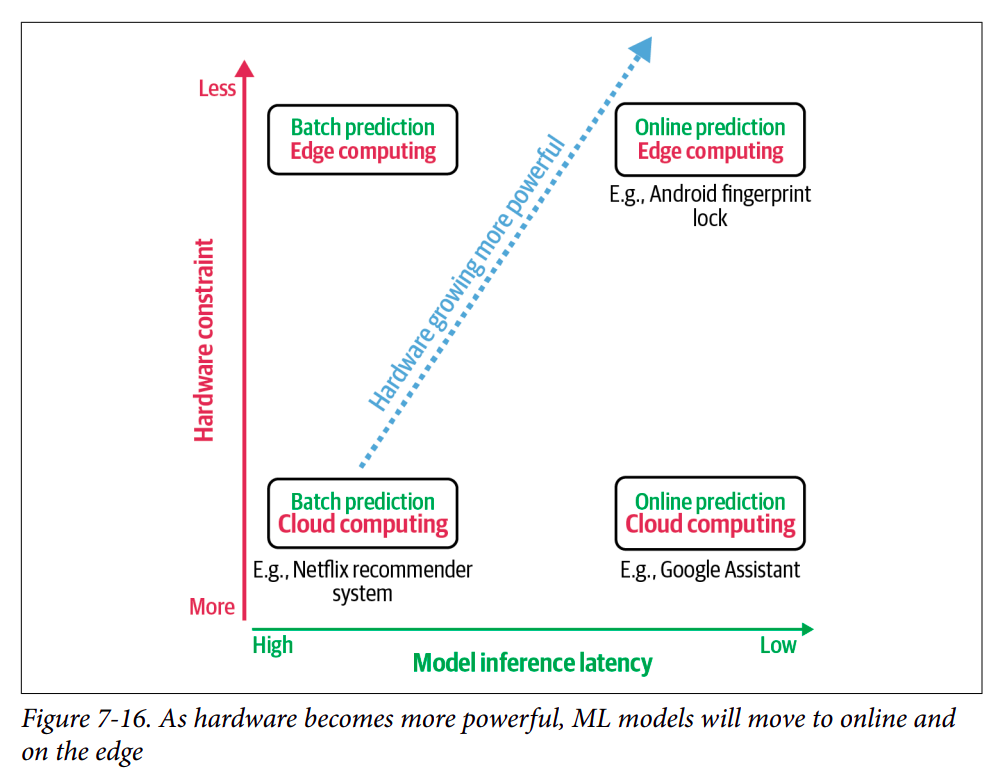 Less
Batch prediction
Edge computing
Online prediction
Edge computing
E.g., Android fingerprint
lock
Hardware growing more powerful
Hardware constraint
Batch prediction
Cloud computing
E.g., Netflix recommender
system
Online prediction
Cloud computing
E.g., Google Assistant
More
High
Model inference latency
Low
Figure 7-16. As hardware becomes more powerful, ML models will move to online and
on the edge